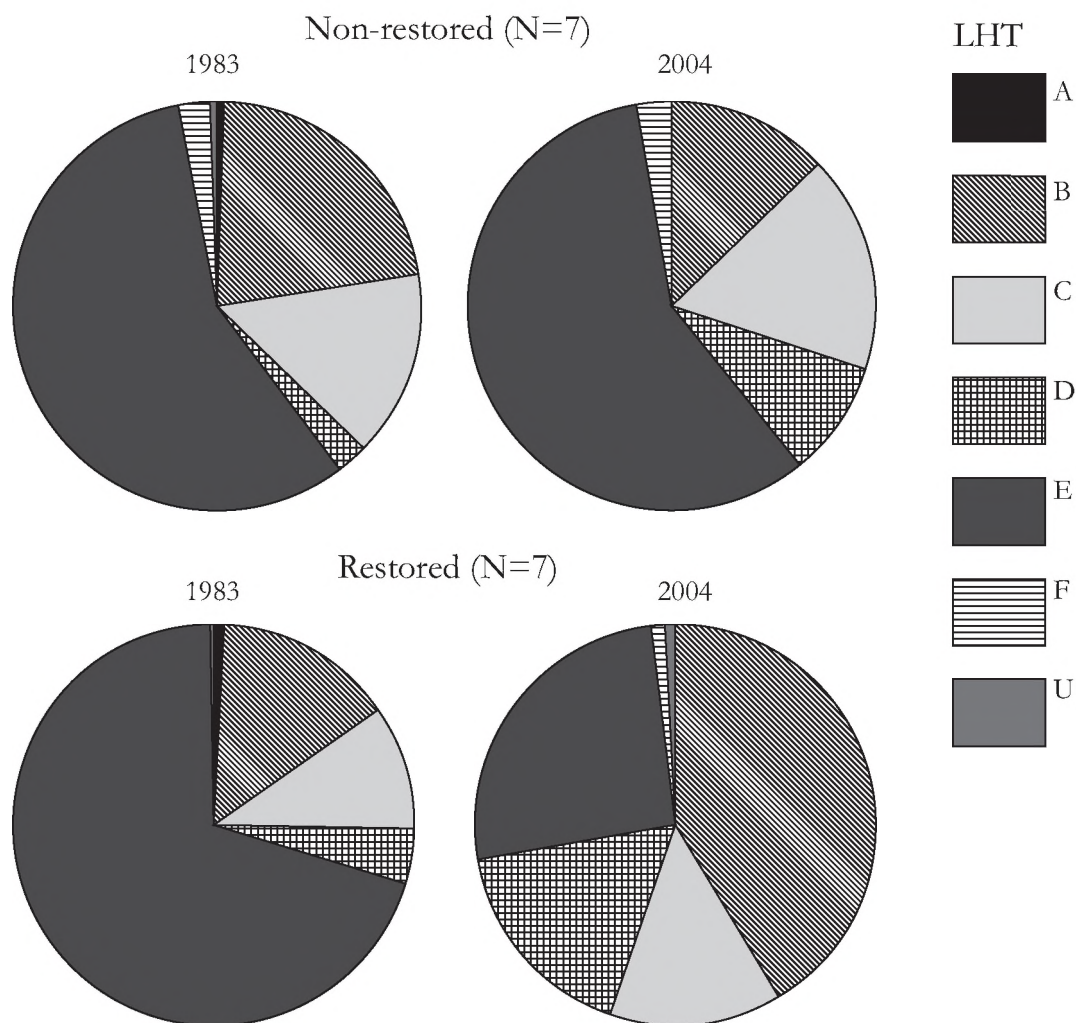 Non-restored (N=7)
1983
2004
Restored (N=7)
1983
2004
LHT
A
B
C
D
E
F
U